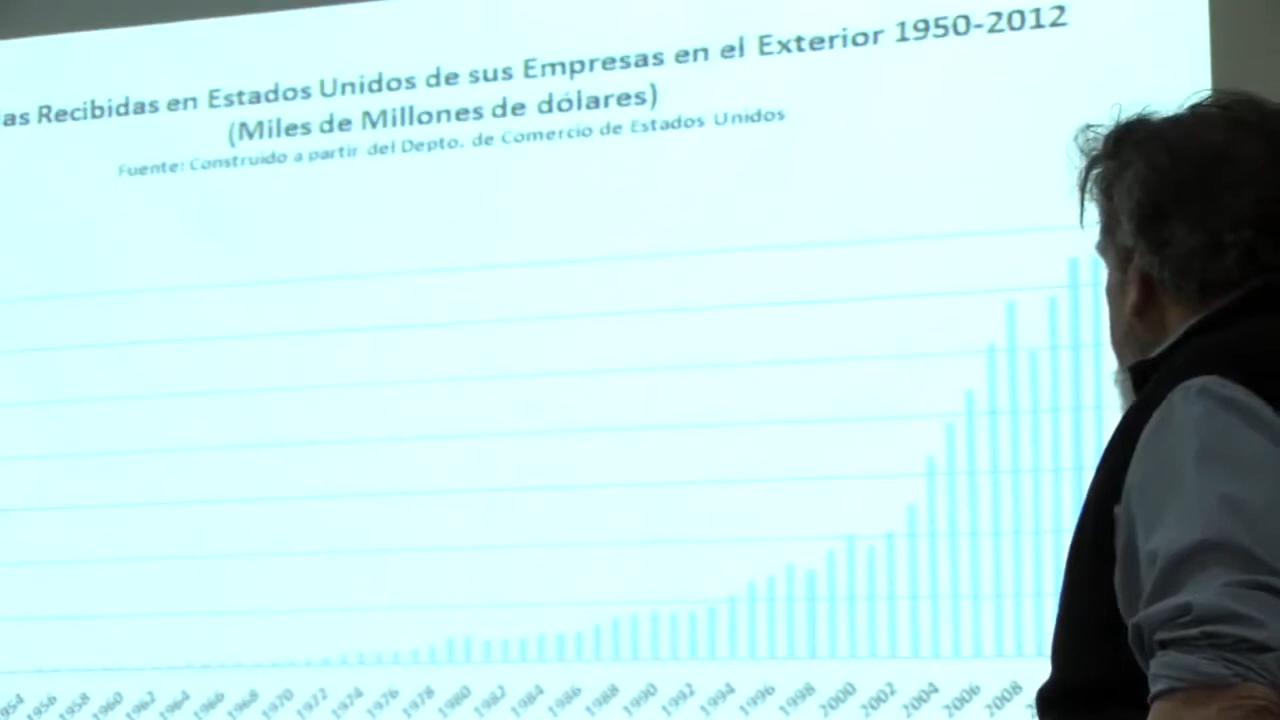 as Recibidas en Estados Unidos de sus Empresas en el Exterior 1950-2012
(Miles de Millones de dólares)
Fuente: Construido a partir del Depto. de Comercio de Estados Unidos
1954 1956 1958 1960 1962 1964 1966 1968 1970 1972 1974 1976 1978 1980 1982 1984 1986 1988 1990 1992 1994 1996 1998 2000 2002 2004 2006 2008